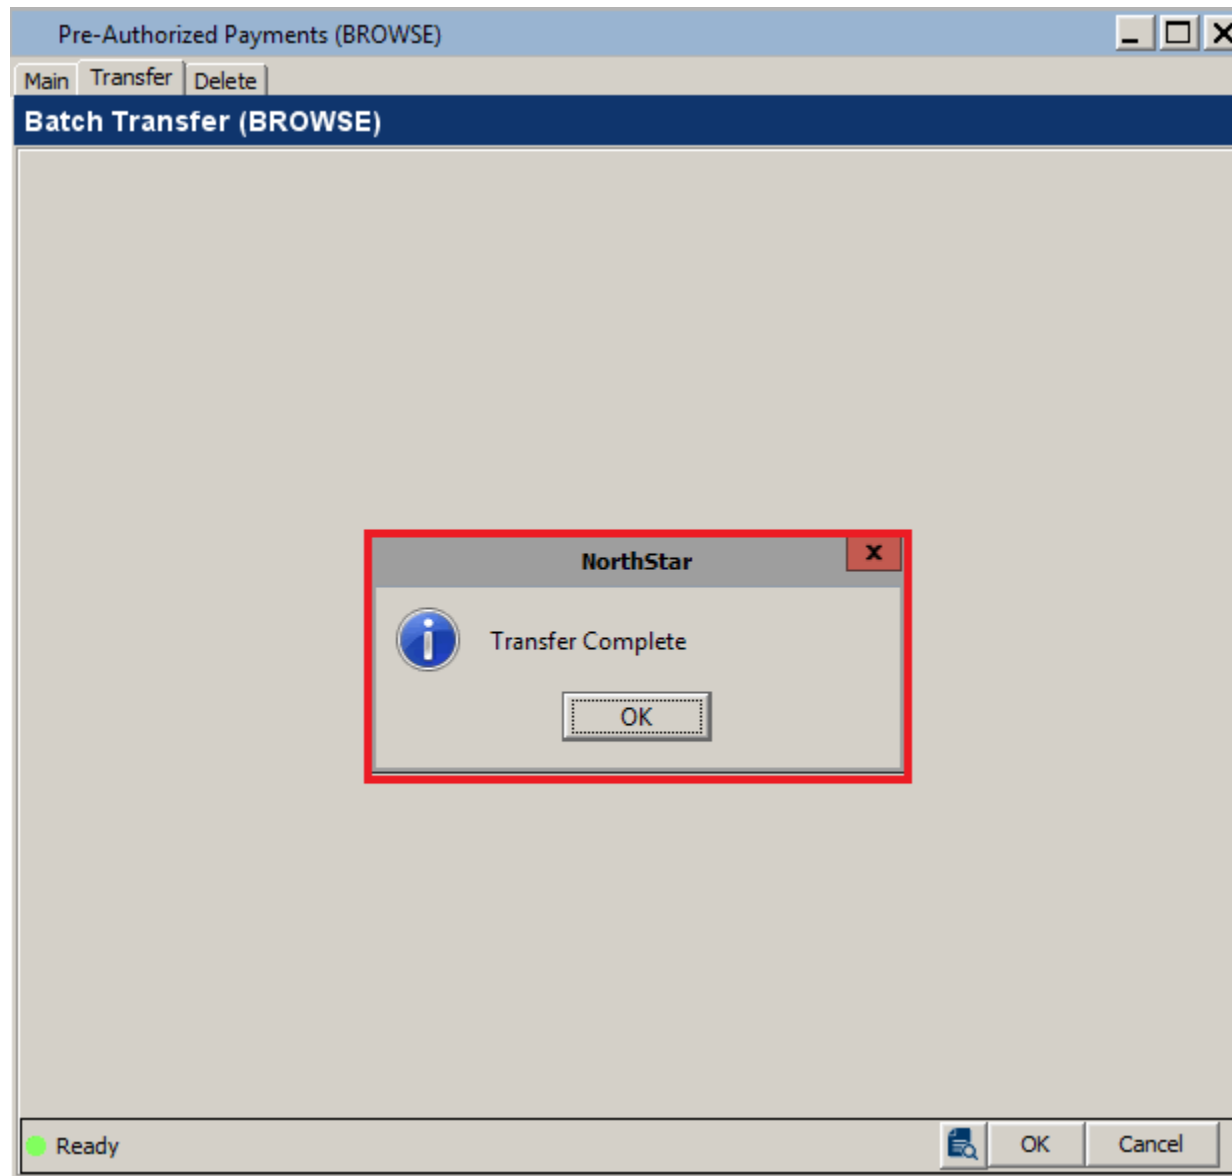 Pre-Authorized Payments (BROWSE)
Main Transfer Delete
Batch Transfer (BROWSE)
NorthStar
Transfer Complete
OK
Ready OK Cancel